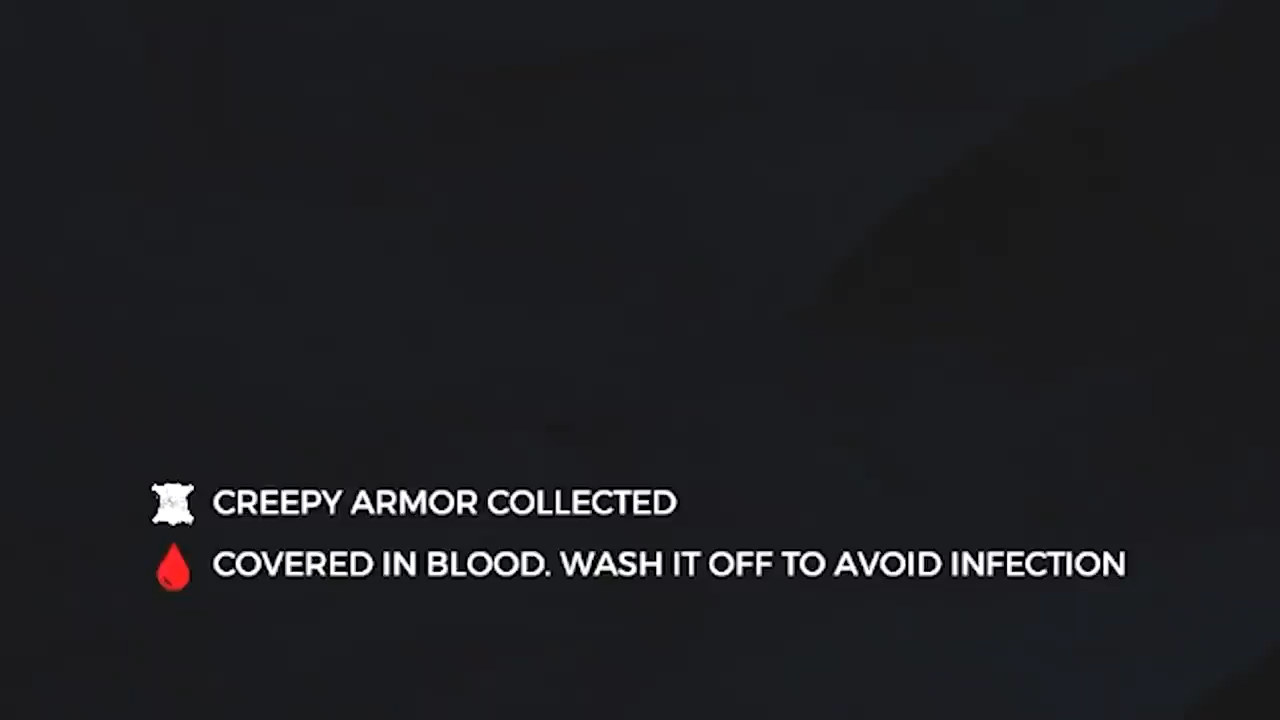 CREEPY ARMOR COLLECTED
COVERED IN BLOOD. WASH IT OFF TO AVOID INFECTION